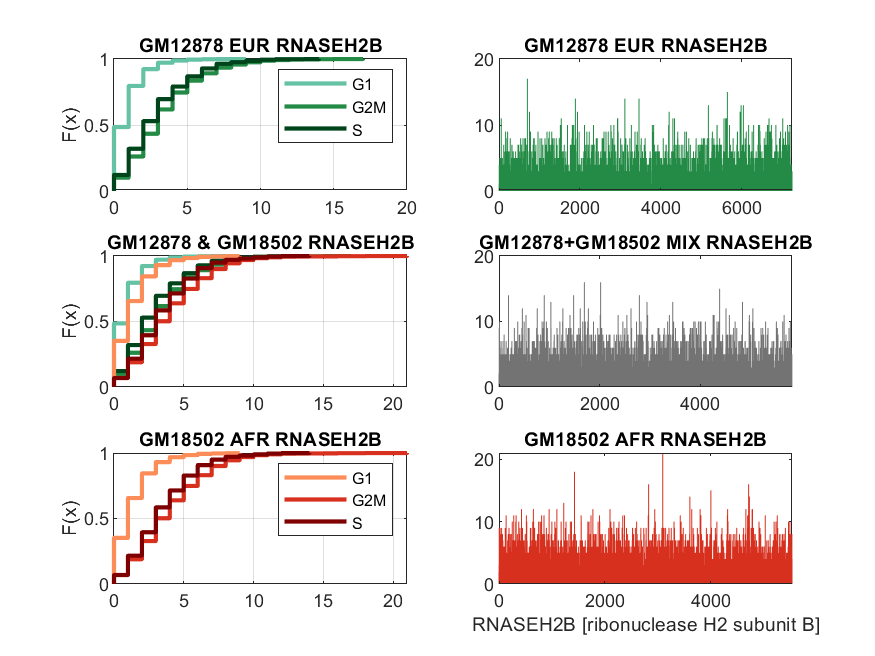 GM12878 EUR RNASEH2B
F(x)
1
0.5
0
0 5 10 15 20
G1
G2M
S
GM12878 EUR RNASEH2B
20
10
0
0 2000 4000 6000
GM12878 & GM18502 RNASEH2B
F(x)
1
0.5
0
0 5 10 15 20
GM12878+GM18502 MIX RNASEH2B
20
10
0
0 2000 4000
GM18502 AFR RNASEH2B
F(x)
1
0.5
0
0 5 10 15 20
G1
G2M
S
GM18502 AFR RNASEH2B
20
10
0
0 2000 4000
RNASEH2B [ribonuclease H2 subunit B]